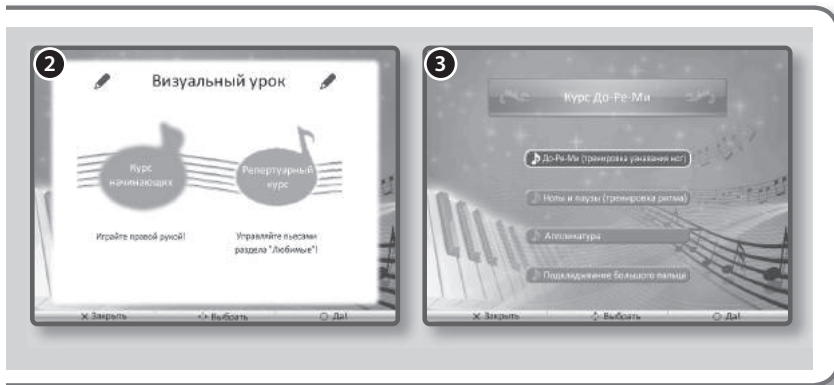 2
Визуальный урок
Курс
начинающих
Репертуарный
курс
Играйте правой рукой!
Управляйте пьесами
раздела "Любимые"!
✕ Закрыть
Выбрать
○ Да!
3
Курс До-Ре-Ми
До-Ре-Ми (тренировка узнавания нот)
Ноты и паузы (тренировка ритма)
Аппликатура
Подкладывание большого пальца
✕ Закрыть
Выбрать
○ Да!